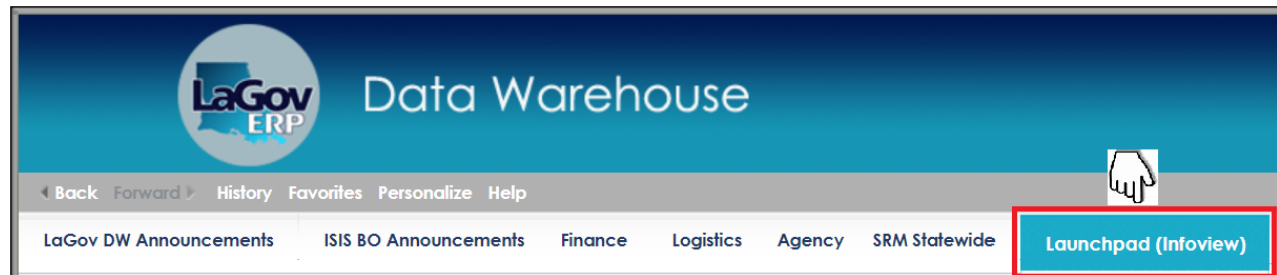 LaGov
ERP
Data Warehouse
Back Forward History Favorites Personalize Help
LaGov DW Announcements ISIS BO Announcements Finance Logistics Agency SRM Statewide Launchpad (Infoview)